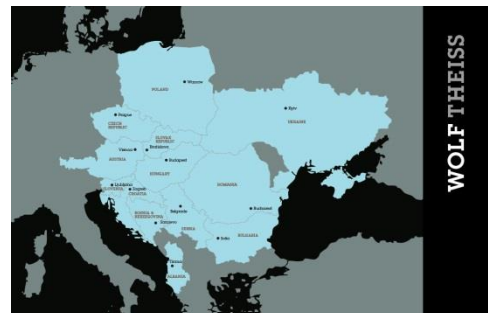 POLAND
Warsaw
Kyiv
UKRAINE
Prague
CZECH
REPUBLIC
SLOVAK
REPUBLIC
Vienna
Bratislava
AUSTRIA
Budapest
HUNGARY
Ljubljana
SLOVENIA
Zagreb
CROATIA
ROMANIA
BOSNIA &
HERZEGOVINA
Belgrade
Bucharest
Sarajevo
SERBIA
Sofia
BULGARIA
Tirana
ALBANIA
WOLF THEISS